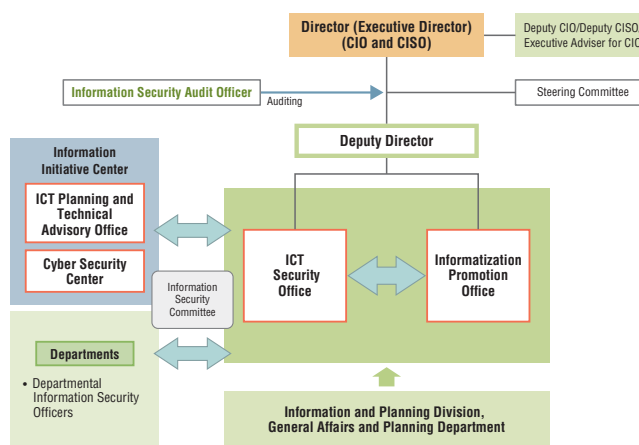 Director (Executive Director)
(CIO and CISO)
Deputy CIO/Deputy CISO/
Executive Adviser for CIO
Information Security Audit Officer
Auditing
Steering Committee
Deputy Director
Information
Initiative Center
ICT Planning and
Technical
Advisory Office
Cyber Security
Center
ICT
Security
Office
Informatization
Promotion
Office
Information
Security
Committee
Departments
• Departmental
Information Security
Officers
Information and Planning Division,
General Affairs and Planning Department